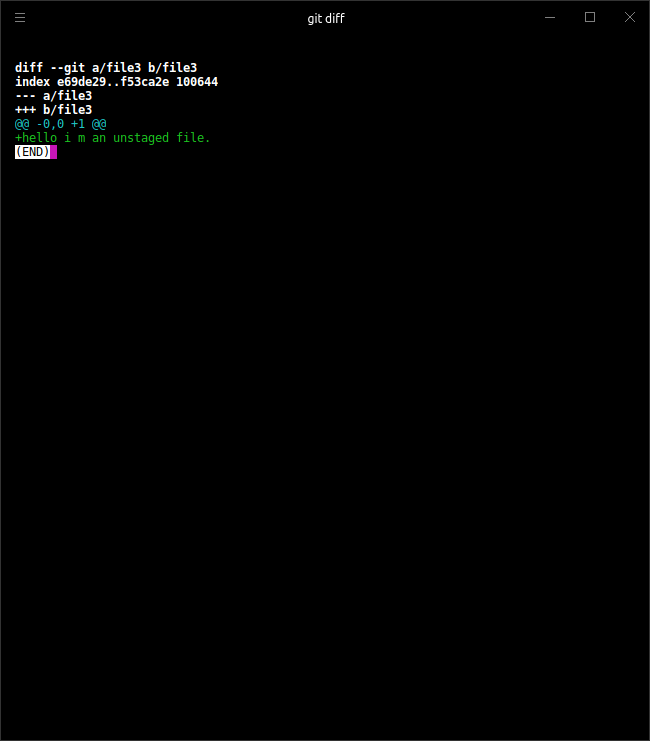 git diff
diff --git a/file3 b/file3
index e69de29..f53ca2e 100644
--- a/file3
+++ b/file3
@@ -0,0 +1 @@
+hello i m an unstaged file.
(END)